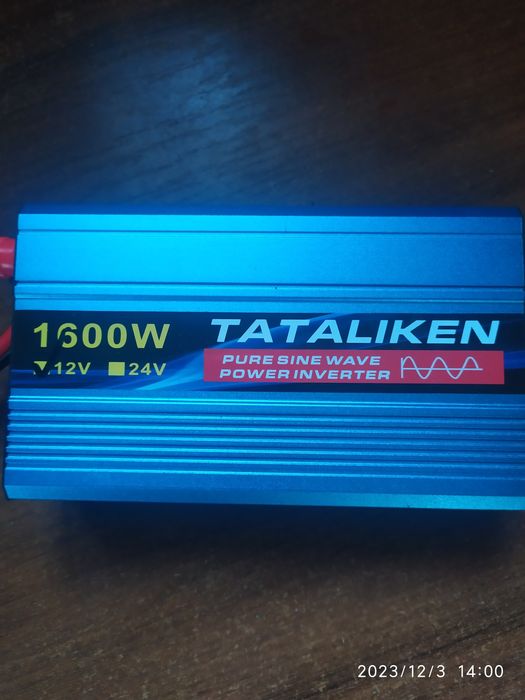 1600W
12V 24V
TATALIKEN
PURE SINE WAVE
POWER INVERTER
2023/12/3 14:00